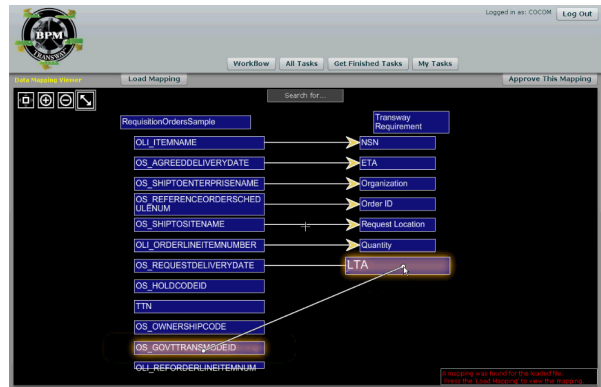 Logged in as: COCOM
Log Out
BPM
TRANSWAY
Workflow
All Tasks
Get Finished Tasks
My Tasks
Data Mapping Viewer
Load Mapping
Approve This Mapping
Search for...
RequisitionOrdersSample
Transway
Requirement
OLI_ITEMNAME
NSN
OS_AGREEDDELIVERYDATE
ETA
OS_SHIPTOENTERPRISENAME
Organization
OS_REFERENCEORDERSCHED
ULENUM
Order ID
OS_SHIPTOSITENAME
Request Location
OLI_ORDERLINEITEMNUMBER
Quantity
OS_REQUESTDELIVERYDATE
LTA
OS_HOLDCODEID
TTN
OS_OWNERSHIPCODE
OS_GOVTTRANSMODEID
OLI_REFORDERLINEITEMNUM
A mapping was found for the loaded file.
Press the 'Load Mapping' to view the mapping.